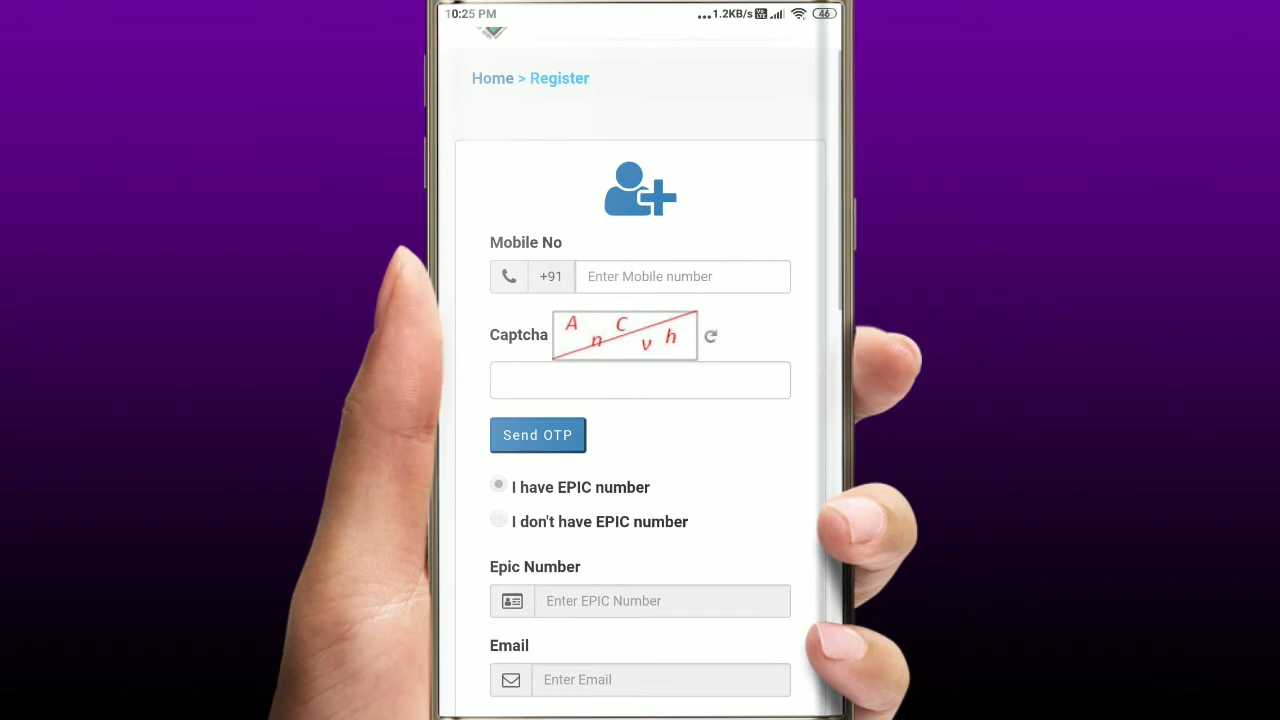 10:25 PM ...1.2KB/s 46
Home > Register
Mobile No
+91 Enter Mobile number
Captcha A n C v h
Send OTP
I have EPIC number
I don't have EPIC number
Epic Number
Enter EPIC Number
Email
Enter Email